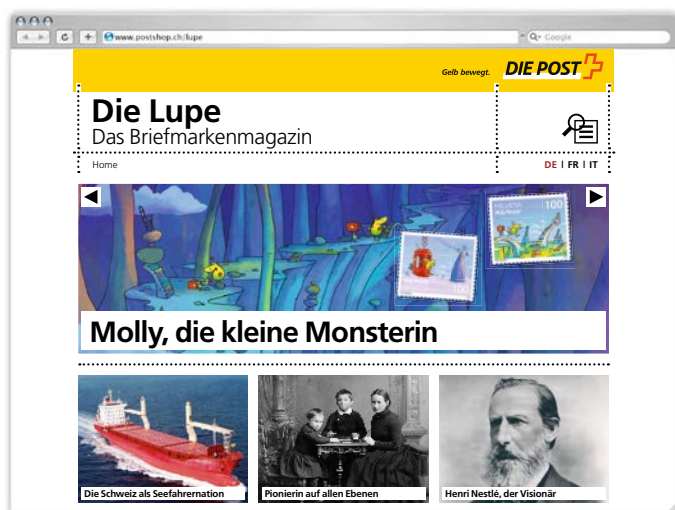 www.postshop.ch/lupe
Google
Gelb bewegt.
DIE POST
Die Lupe
Das Briefmarkenmagazin
Home
DE | FR | IT
HELVETIA 100
100
Molly, die kleine Monsterin
Die Schweiz als Seefahrernation
Pionierin auf allen Ebenen
Henri Nestlé, der Visionär